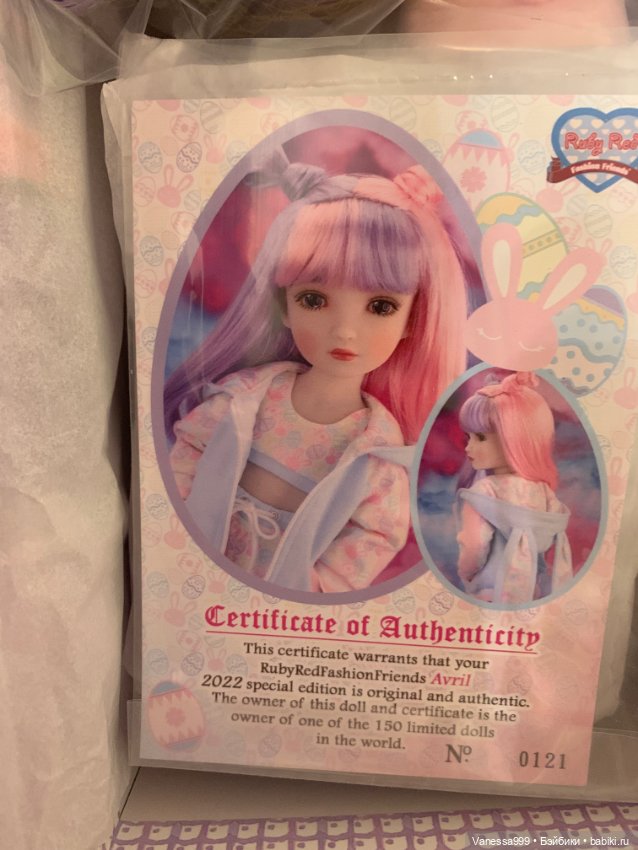 Ruby Red
Fashion Friends
Certificate of Authenticity
This certificate warrants that your
RubyRedFashionFriends Avril
2022 special edition is original and authentic.
The owner of this doll and certificate is the
owner of one of the 150 limited dolls
in the world.
Nº 0121
Vanessa999 • Бэйбики • babiki.ru